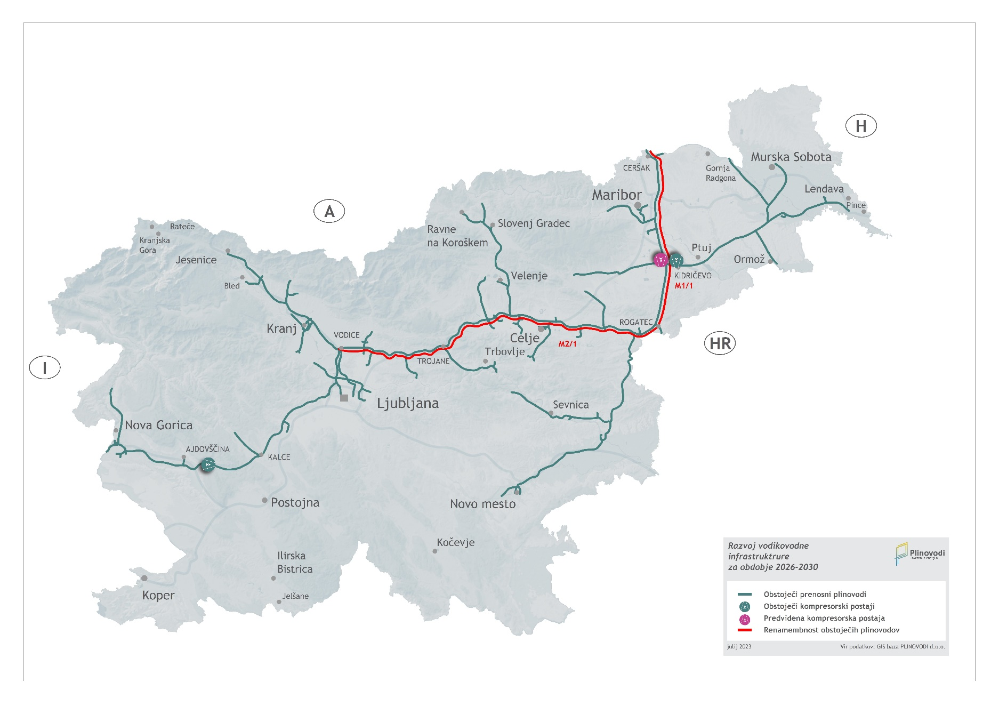 H
Murska Sobota
CERŠAK
Gornja
Radgona
Lendava
Maribor
Pince
A
Rateče
Kranjska
Gora
Slovenj Gradec
Ravne
na Koroškem
Ptuj
Ormož
Jesenice
Bled
Velenje
KIDRIČEVO
M1/1
Kranj
ROGATEC
VODICE
Celje
M2/1
HR
Trbovlje
TROJANE
I
Ljubljana
Sevnica
Nova Gorica
AJDOVŠČINA
KALCE
Postojna
Novo mesto
Kočevje
Ilirska
Bistrica
Koper
Jelšane
Razvoj vodikovodne
infrastruktrure
za obdobje 2026-2030
Plinovodi
Obstoječi prenosni plinovodi
Obstoječi kompresorski postaji
Predvidena kompresorska postaja
Renamembnost obstoječih plinovodov
julij 2023
Vir podatkov: GIS baza PLINOVODI d.o.o.